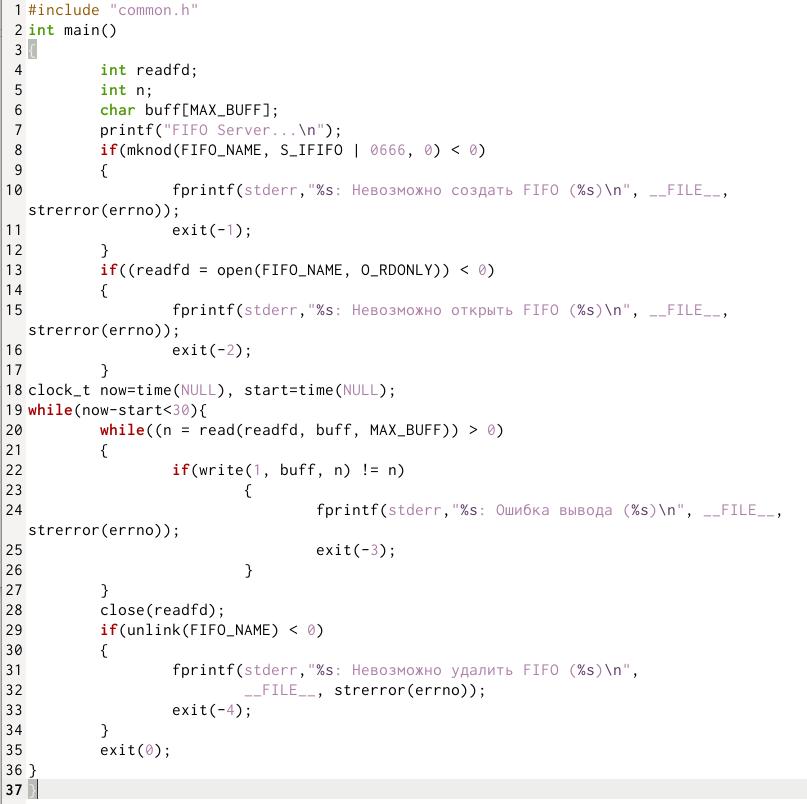 1 #include "common.h"
2 int main()
3 {
4 int readfd;
5 int n;
6 char buff[MAX_BUFF];
7 printf("FIFO Server...\n");
8 if(mknod(FIFO_NAME, S_IFIFO | 0666, 0) < 0)
9 {
10 fprintf(stderr,"%s: Невозможно создать FIFO (%s)\n", __FILE__,
strerror(errno));
11 exit(-1);
12 }
13 if((readfd = open(FIFO_NAME, O_RDONLY)) < 0)
14 {
15 fprintf(stderr,"%s: Невозможно открыть FIFO (%s)\n", __FILE__,
strerror(errno));
16 exit(-2);
17 }
18 clock_t now=time(NULL), start=time(NULL);
19 while(now-start<30){
20 while((n = read(readfd, buff, MAX_BUFF)) > 0)
21 {
22 if(write(1, buff, n) != n)
23 {
24 fprintf(stderr,"%s: Ошибка вывода (%s)\n", __FILE__,
strerror(errno));
25 exit(-3);
26 }
27 }
28 close(readfd);
29 if(unlink(FIFO_NAME) < 0)
30 {
31 fprintf(stderr,"%s: Невозможно удалить FIFO (%s)\n",
32 __FILE__, strerror(errno));
33 exit(-4);
34 }
35 exit(0);
36 }
37 }